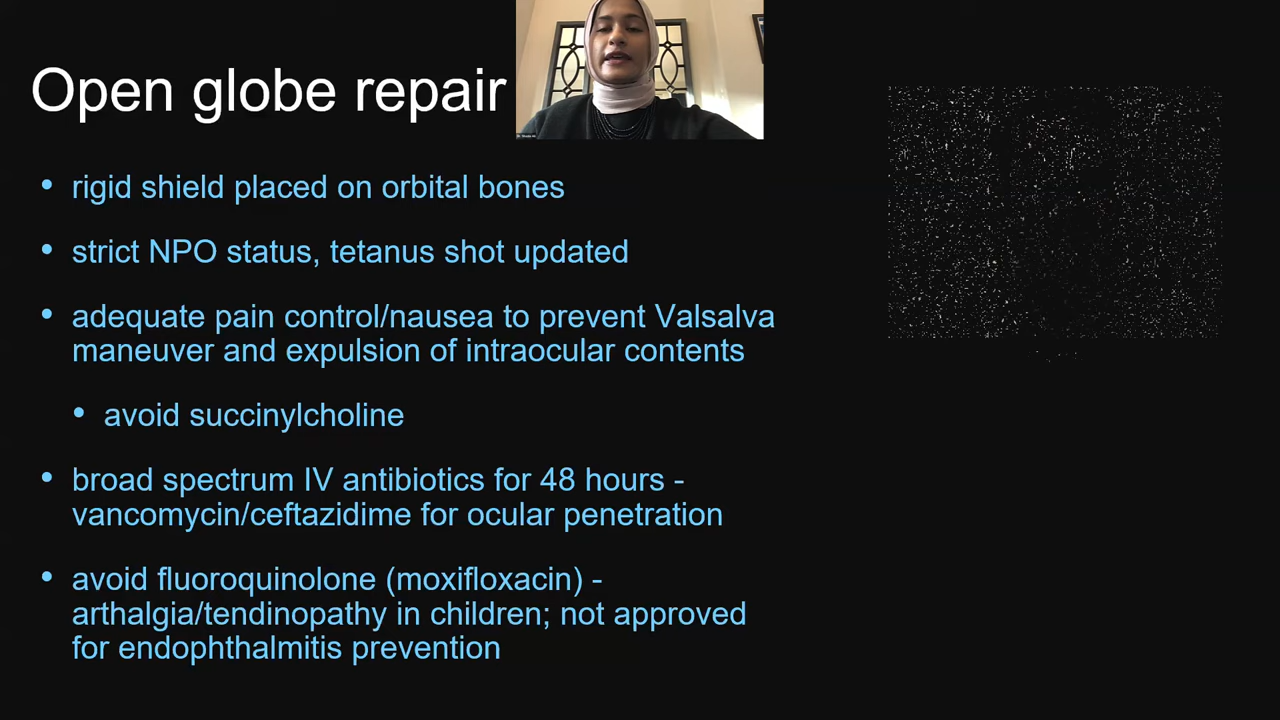 Open globe repair
• rigid shield placed on orbital bones
• strict NPO status, tetanus shot updated
• adequate pain control/nausea to prevent Valsalva
maneuver and expulsion of intraocular contents
• avoid succinylcholine
• broad spectrum IV antibiotics for 48 hours -
vancomycin/ceftazidime for ocular penetration
• avoid fluoroquinolone (moxifloxacin) -
arthalgia/tendinopathy in children; not approved
for endophthalmitis prevention